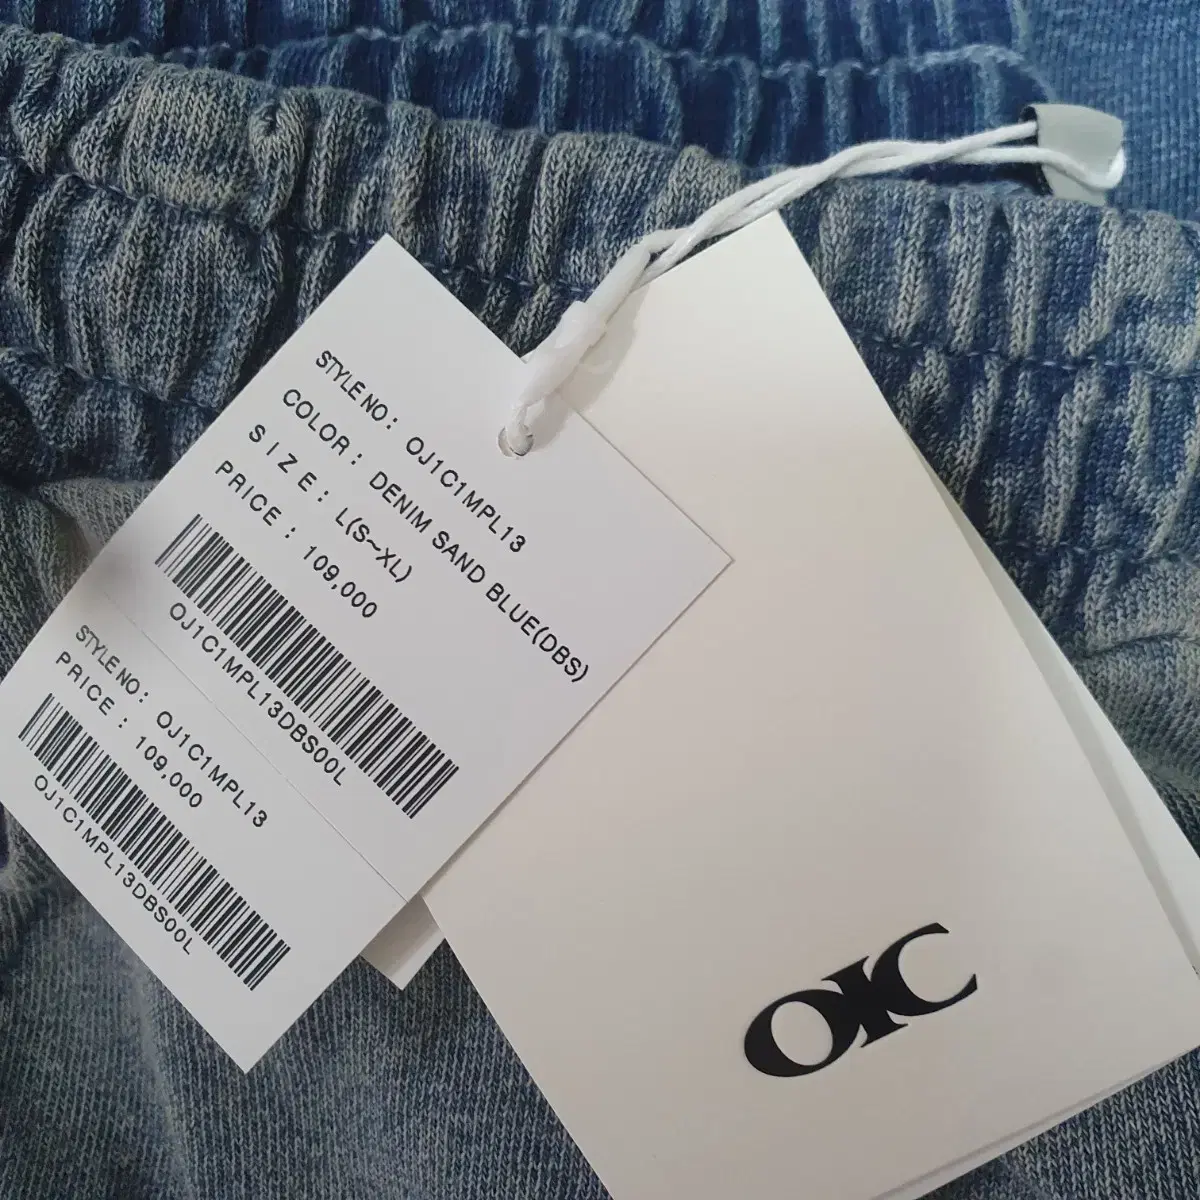 STYLE NO : OJ1C1MPL13
COLOR : DENIM SAND BLUE(DBS)
SIZE : L(S~XL)
PRICE : 109,000
OJ1C1MPL13DBS00L
STYLE NO : OJ1C1MPL13
PRICE : 109,000
OJ1C1MPL13DBS00L
OIC